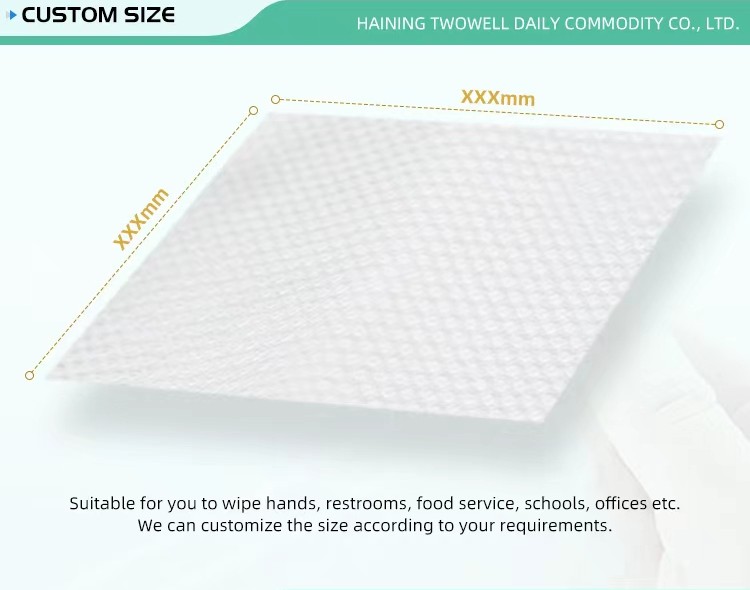 CUSTOM SIZE
HAINING TWOWELL DAILY COMMODITY CO., LTD.
XXXmm
XXXmm
Suitable for you to wipe hands, restrooms, food service, schools, offices etc.
We can customize the size according to your requirements.